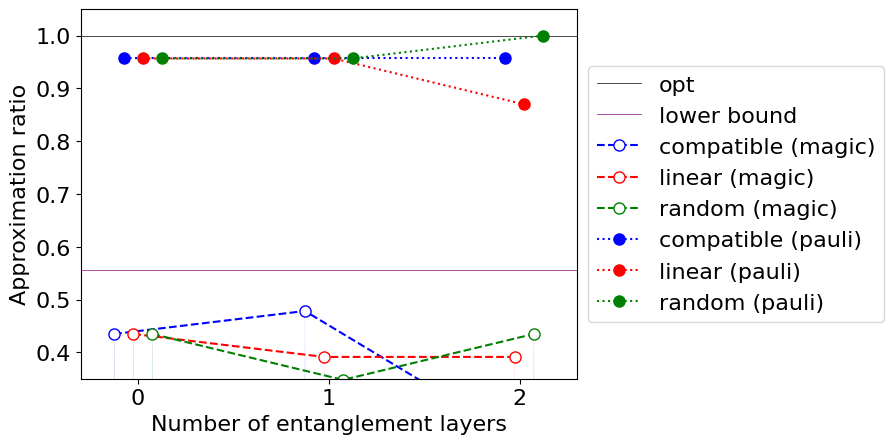 1.0
0.9
0.8
0.7
0.6
0.5
0.4
Approximation ratio
0
1
2
Number of entanglement layers
opt
lower bound
compatible (magic)
linear (magic)
random (magic)
compatible (pauli)
linear (pauli)
random (pauli)